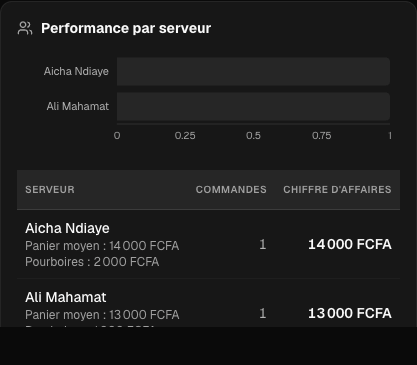 Performance par serveur
Aicha Ndiaye
Ali Mahamat
0 0.25 0.5 0.75 1
SERVEUR COMMANDES CHIFFRE D'AFFAIRES
Aicha Ndiaye
Panier moyen : 14 000 FCFA
Pourboires : 2 000 FCFA
1 14 000 FCFA
Ali Mahamat
Panier moyen : 13 000 FCFA
1 13 000 FCFA